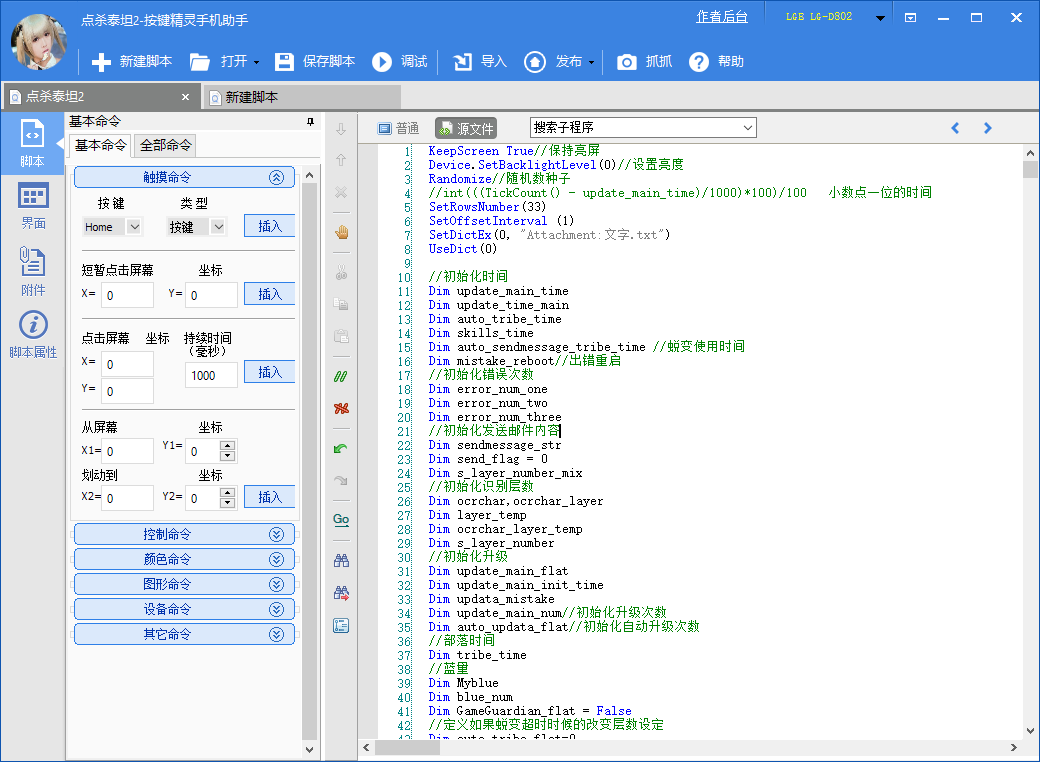 点杀泰坦2-按键精灵手机助手
作者后台
LGE LG-D802
新建脚本
打开
保存脚本
调试
导入
发布
抓抓
帮助
点杀泰坦2
新建脚本
脚本
界面
附件
脚本属性
基本命令
基本命令 全部命令
触摸命令
按键 类型
Home 按键 插入
短暂点击屏幕 坐标
X= 0 Y= 0 插入
点击屏幕 坐标 持续时间
（毫秒）
X= 0
1000 插入
Y= 0
从屏幕 坐标
X1= 0 Y1= 0
划动到 坐标
X2= 0 Y2= 0 插入
控制命令
颜色命令
图形命令
设备命令
其它命令
Go
普通 源文件 搜索子程序
1 KeepScreen True//保持亮屏
2 Device.SetBacklightLevel(0)//设置亮度
3 Randomize//随机数种子
4 //int(((TickCount() - update_main_time)/1000)*100)/100   小数点一位的时间
5 SetRowsNumber(33)
6 SetOffsetInterval (1)
7 SetDictEx(0, "Attachment:文字.txt")
8 UseDict(0)
9
10 //初始化时间
11 Dim update_main_time
12 Dim update_time_main
13 Dim auto_tribe_time
14 Dim skills_time
15 Dim auto_sendmessage_tribe_time //蜕变使用时间
16 Dim mistake_reboot//出错重启
17 //初始化错误次数
18 Dim error_num_one
19 Dim error_num_two
20 Dim error_num_three
21 //初始化发送邮件内容
22 Dim sendmessage_str
23 Dim send_flag = 0
24 Dim s_layer_number_mix
25 //初始化识别层数
26 Dim ocrchar,ocrchar_layer
27 Dim layer_temp
28 Dim ocrchar_layer_temp
29 Dim s_layer_number
30 //初始化升级
31 Dim update_main_flat
32 Dim update_main_init_time
33 Dim updata_mistake
34 Dim update_main_num//初始化升级次数
35 Dim auto_updata_flat//初始化自动升级次数
36 //部落时间
37 Dim tribe_time
38 //蓝量
39 Dim Myblue
40 Dim blue_num
41 Dim GameGuardian_flat = False
42 //定义如果蜕变超时时候的改变层数设定
43 Dim auto_tribe_flat=0